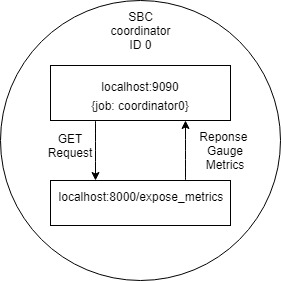 SBC
coordinator
ID 0
localhost:9090
{job: coordinator0}
GET
Request
Reponse
Gauge
Metrics
localhost:8000/expose_metrics